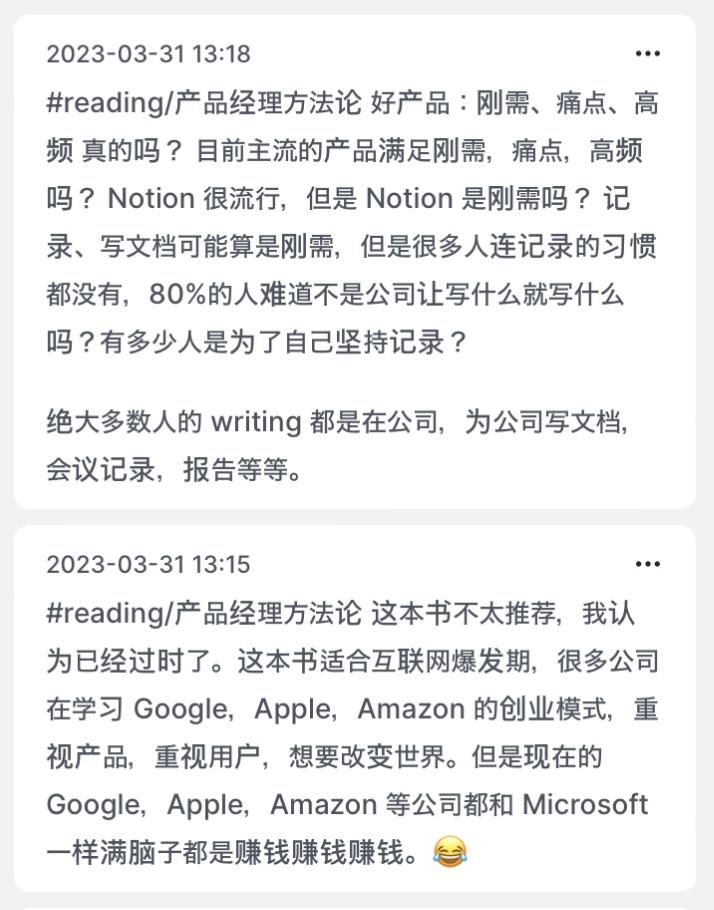 2023-03-31 13:18
#reading/产品经理方法论 好产品：刚需、痛点、高
频 真的吗？ 目前主流的产品满足刚需，痛点，高频
吗？ Notion 很流行，但是 Notion 是刚需吗？ 记
录、写文档可能算是刚需，但是很多人连记录的习惯
都没有，80%的人难道不是公司让写什么就写什么
吗？有多少人是为了自己坚持记录？
绝大多数人的 writing 都是在公司，为公司写文档，
会议记录，报告等等。
2023-03-31 13:15
#reading/产品经理方法论 这本书不太推荐，我认
为已经过时了。这本书适合互联网爆发期，很多公司
在学习 Google，Apple，Amazon 的创业模式，重
视产品，重视用户，想要改变世界。但是现在的
Google，Apple，Amazon 等公司都和 Microsoft
一样满脑子都是赚钱赚钱赚钱。😂